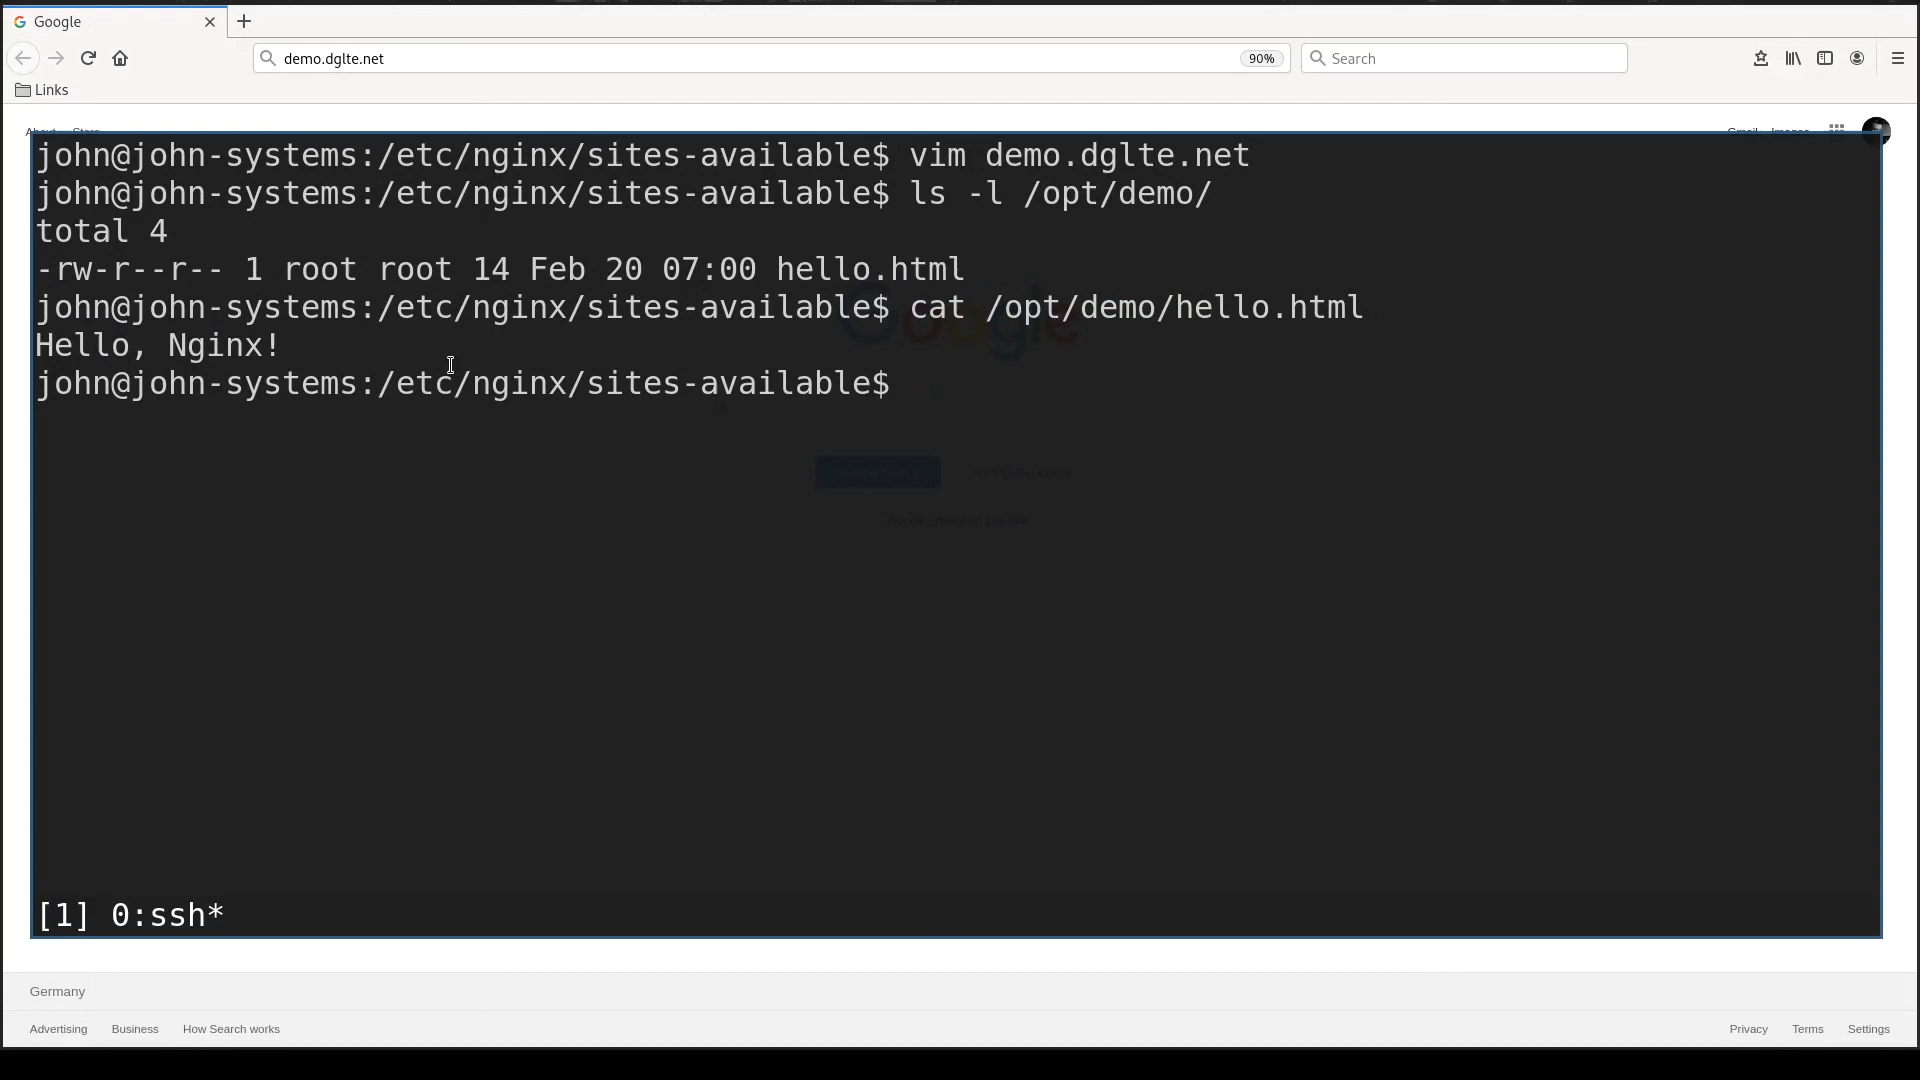 Google
demo.dglte.net
90%
Search
Links
About Store
Gmail Images
john@john-systems:/etc/nginx/sites-available$ vim demo.dglte.net
john@john-systems:/etc/nginx/sites-available$ ls -l /opt/demo/
total 4
-rw-r--r-- 1 root root 14 Feb 20 07:00 hello.html
john@john-systems:/etc/nginx/sites-available$ cat /opt/demo/hello.html
Hello, Nginx!
john@john-systems:/etc/nginx/sites-available$
Google
[1] 0:ssh*
Germany
Advertising Business How Search works
Privacy Terms Settings